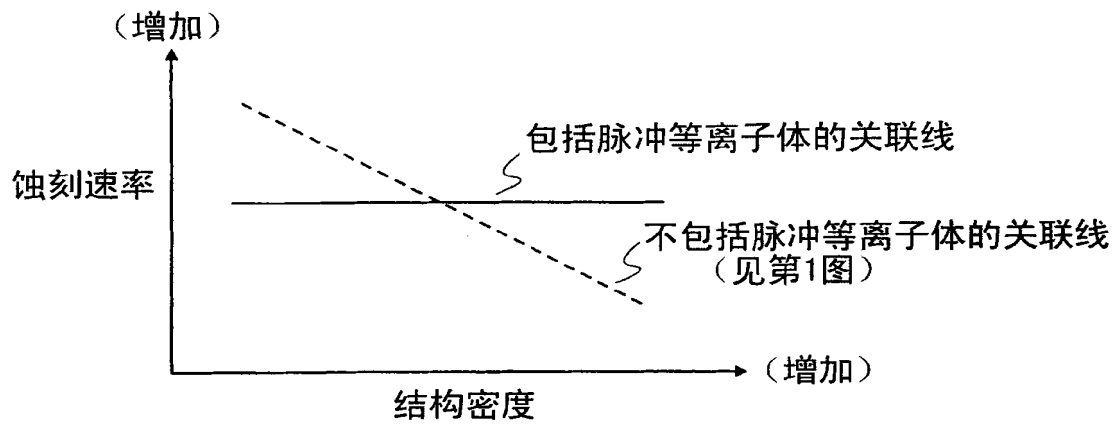 （增加）
包括脉冲等离子体的关联线
蚀刻速率
不包括脉冲等离子体的关联线
（见第1图）
（增加）
结构密度